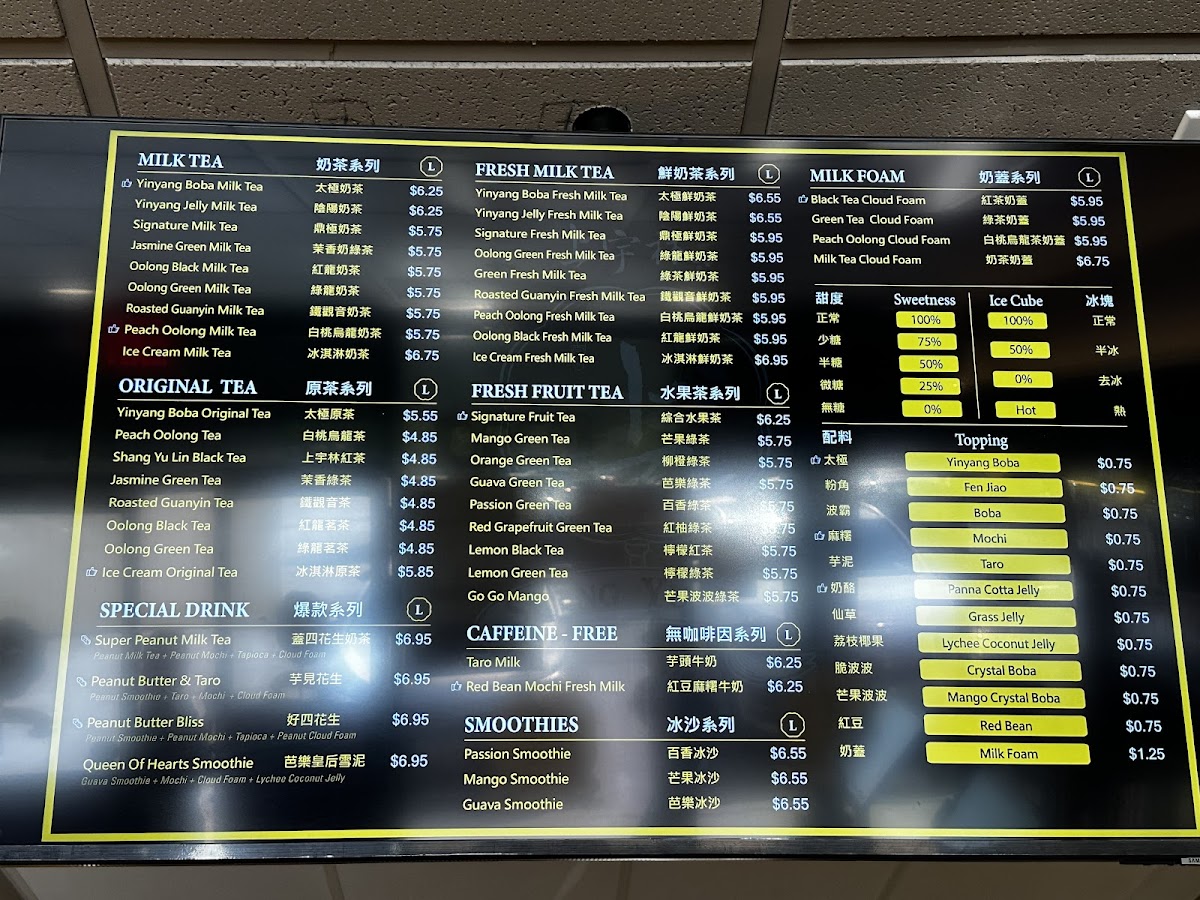 MILK TEA 奶茶系列 L
Yinyang Boba Milk Tea 太極奶茶 $6.25
Yinyang Jelly Milk Tea 陰陽奶茶 $6.25
Signature Milk Tea 鼎極奶茶 $5.75
Jasmine Green Milk Tea 茉香奶綠茶 $5.75
Oolong Black Milk Tea 紅龍奶茶 $5.75
Oolong Green Milk Tea 綠龍奶茶 $5.75
Roasted Guanyin Milk Tea 鐵觀音奶茶 $5.75
Peach Oolong Milk Tea 白桃烏龍奶茶 $5.75
Ice Cream Milk Tea 冰淇淋奶茶 $6.75
ORIGINAL TEA 原茶系列 L
Yinyang Boba Original Tea 太極原茶 $5.55
Peach Oolong Tea 白桃烏龍茶 $4.85
Shang Yu Lin Black Tea 上宇林紅茶 $4.85
Jasmine Green Tea 茉香綠茶 $4.85
Roasted Guanyin Tea 鐵觀音茶 $4.85
Oolong Black Tea 紅龍茗茶 $4.85
Oolong Green Tea 綠龍茗茶 $4.85
Ice Cream Original Tea 冰淇淋原茶 $5.85
SPECIAL DRINK 爆款系列 L
Super Peanut Milk Tea 蓋四花生奶茶 $6.95
Peanut Milk Tea + Peanut Mochi + Tapioca + Cloud Foam
Peanut Butter & Taro 芋見花生 $6.95
Peanut Smoothie + Taro + Mochi + Cloud Foam
Peanut Butter Bliss 好四花生 $6.95
Peanut Smoothie + Peanut Mochi + Tapioca + Peanut Cloud Foam
Queen Of Hearts Smoothie 芭樂皇后雪泥 $6.95
Guava Smoothie + Mochi + Cloud Foam + Lychee Coconut Jelly
FRESH MILK TEA 鮮奶茶系列 L
Yinyang Boba Fresh Milk Tea 太極鮮奶茶 $6.55
Yinyang Jelly Fresh Milk Tea 陰陽鮮奶茶 $6.55
Signature Fresh Milk Tea 鼎極鮮奶茶 $5.95
Oolong Green Fresh Milk Tea 綠龍鮮奶茶 $5.95
Green Fresh Milk Tea 綠茶鮮奶茶 $5.95
Roasted Guanyin Fresh Milk Tea 鐵觀音鮮奶茶 $5.95
Peach Oolong Fresh Milk Tea 白桃烏龍鮮奶茶 $5.95
Oolong Black Fresh Milk Tea 紅龍鮮奶茶 $5.95
Ice Cream Fresh Milk Tea 冰淇淋鮮奶茶 $6.95
FRESH FRUIT TEA 水果茶系列 L
Signature Fruit Tea 綜合水果茶 $6.25
Mango Green Tea 芒果綠茶 $5.75
Orange Green Tea 柳橙綠茶 $5.75
Guava Green Tea 芭樂綠茶 $5.75
Passion Green Tea 百香綠茶 $5.75
Red Grapefruit Green Tea 紅柚綠茶 $5.75
Lemon Black Tea 檸檬紅茶 $5.75
Lemon Green Tea 檸檬綠茶 $5.75
Go Go Mango 芒果波波綠茶 $5.75
CAFFEINE - FREE 無咖啡因系列 L
Taro Milk 芋頭牛奶 $6.25
Red Bean Mochi Fresh Milk 紅豆麻糬牛奶 $6.25
SMOOTHIES 冰沙系列 L
Passion Smoothie 百香冰沙 $6.55
Mango Smoothie 芒果冰沙 $6.55
Guava Smoothie 芭樂冰沙 $6.55
MILK FOAM 奶蓋系列 L
Black Tea Cloud Foam 紅茶奶蓋 $5.95
Green Tea Cloud Foam 綠茶奶蓋 $5.95
Peach Oolong Cloud Foam 白桃烏龍茶奶蓋 $5.95
Milk Tea Cloud Foam 奶茶奶蓋 $6.75
甜度 Sweetness Ice Cube 冰塊
正常 100% 100% 正常
少糖 75%
半糖 50% 50% 半冰
微糖 25% 0% 去冰
無糖 0% Hot 熱
配料 Topping
太極 Yinyang Boba $0.75
粉角 Fen Jiao $0.75
波霸 Boba $0.75
麻糬 Mochi $0.75
芋泥 Taro $0.75
奶酪 Panna Cotta Jelly $0.75
仙草 Grass Jelly $0.75
荔枝椰果 Lychee Coconut Jelly $0.75
脆波波 Crystal Boba $0.75
芒果波波 Mango Crystal Boba $0.75
紅豆 Red Bean $0.75
奶蓋 Milk Foam $1.25